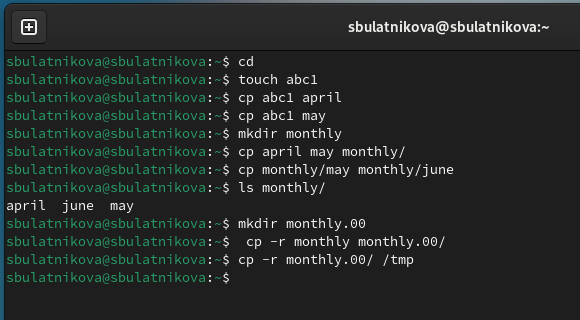 sbulatnikova@sbulatnikova:~
sbulatnikova@sbulatnikova:~$ cd
sbulatnikova@sbulatnikova:~$ touch abc1
sbulatnikova@sbulatnikova:~$ cp abc1 april
sbulatnikova@sbulatnikova:~$ cp abc1 may
sbulatnikova@sbulatnikova:~$ mkdir monthly
sbulatnikova@sbulatnikova:~$ cp april may monthly/
sbulatnikova@sbulatnikova:~$ cp monthly/may monthly/june
sbulatnikova@sbulatnikova:~$ ls monthly/
april  june  may
sbulatnikova@sbulatnikova:~$ mkdir monthly.00
sbulatnikova@sbulatnikova:~$  cp -r monthly monthly.00/
sbulatnikova@sbulatnikova:~$ cp -r monthly.00/ /tmp
sbulatnikova@sbulatnikova:~$